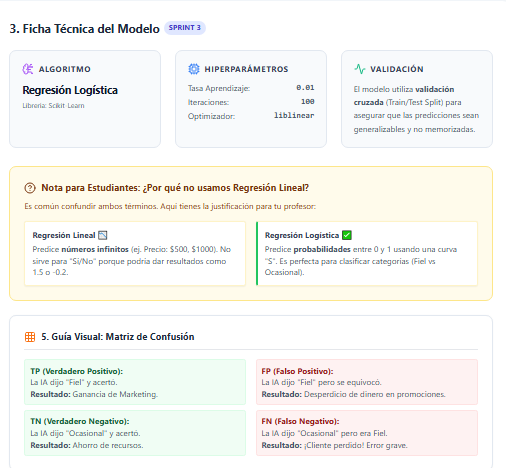 3. Ficha Técnica del Modelo SPRINT 3
ALGORITMO
Regresión Logística
Librería: Scikit-Learn
HIPERPARÁMETROS
Tasa Aprendizaje: 0.01
Iteraciones: 100
Optimizador: liblinear
VALIDACIÓN
El modelo utiliza validación
cruzada (Train/Test Split) para
asegurar que las predicciones sean
generalizables y no memorizadas.
Nota para Estudiantes: ¿Por qué no usamos Regresión Lineal?
Es común confundir ambos términos. Aquí tienes la justificación para tu profesor:
Regresión Lineal
Predice números infinitos (ej. Precio: $500, $1000). No
sirve para "Sí/No" porque podría dar resultados como
1.5 o -0.2.
Regresión Logística
Predice probabilidades entre 0 y 1 usando una curva
"S". Es perfecta para clasificar categorías (Fiel vs
Ocasional).
5. Guía Visual: Matriz de Confusión
TP (Verdadero Positivo):
La IA dijo "Fiel" y acertó.
Resultado: Ganancia de Marketing.
FP (Falso Positivo):
La IA dijo "Fiel" pero se equivocó.
Resultado: Desperdicio de dinero en promociones.
TN (Verdadero Negativo):
La IA dijo "Ocasional" y acertó.
Resultado: Ahorro de recursos.
FN (Falso Negativo):
La IA dijo "Ocasional" pero era Fiel.
Resultado: ¡Cliente perdido! Error grave.